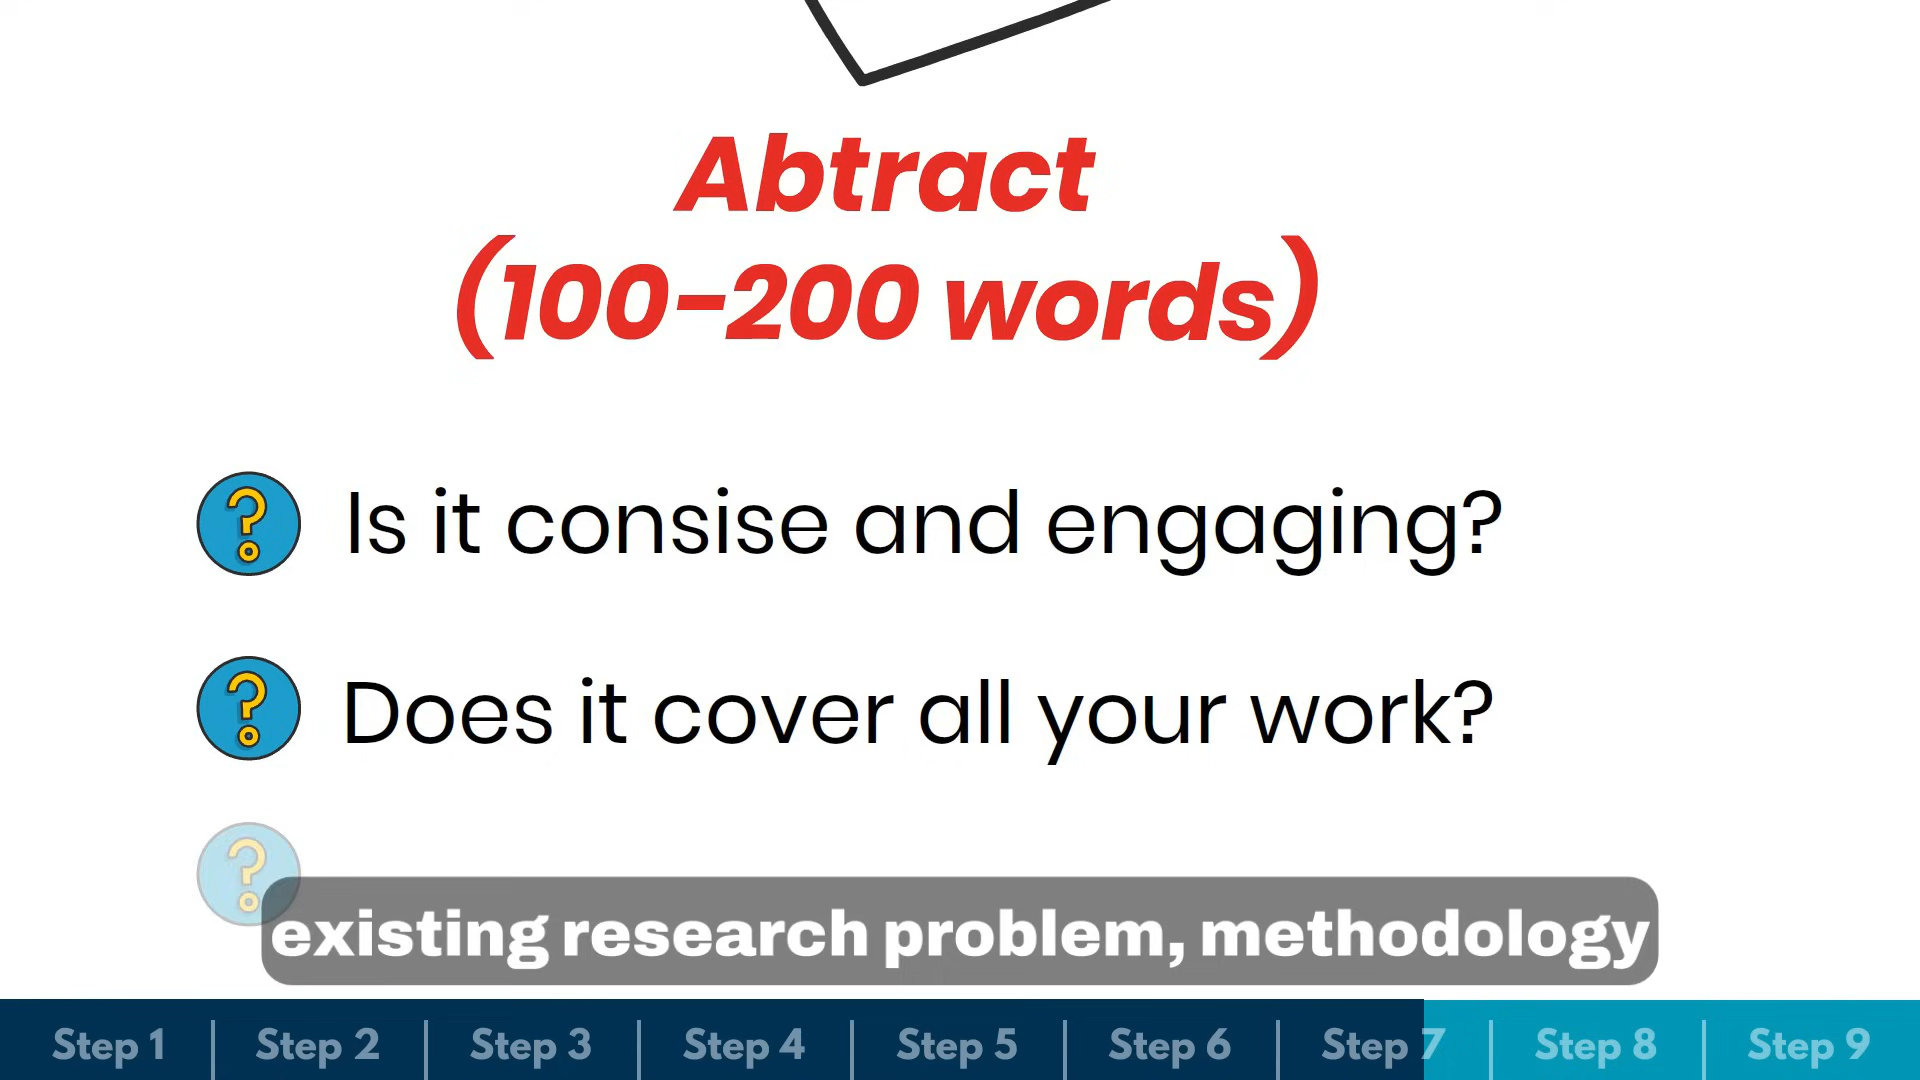 Abtract
(100-200 words)
? Is it consise and engaging?
? Does it cover all your work?
?
existing research problem, methodology
Step 1 Step 2 Step 3 Step 4 Step 5 Step 6 Step 7 Step 8 Step 9